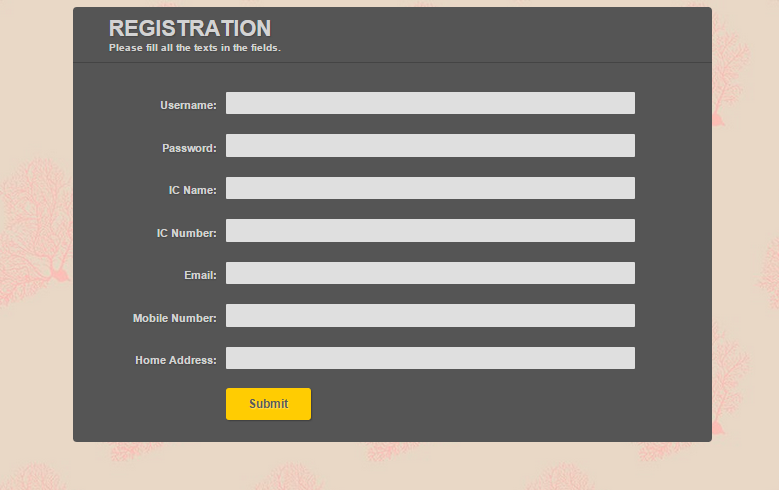 REGISTRATION
Please fill all the texts in the fields.
Username:
Password:
IC Name:
IC Number:
Email:
Mobile Number:
Home Address:
Submit